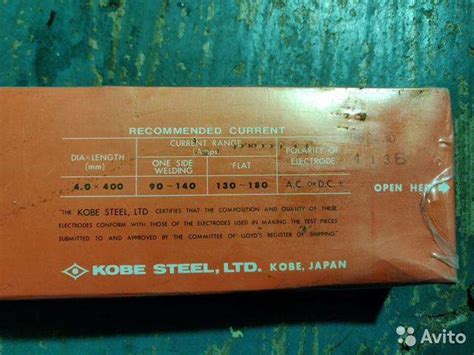 RECOMMENDED CURRENT
DIA×LENGTH (mm)
CURRENT RANGE (Amps)
ONE SIDE WELDING
FLAT
POLARITY OF ELECTRODE
4.0 × 400
90 - 140
130 - 180
A.C. or D.C. ±
OPEN HERE
"THE KOBE STEEL, LTD CERTIFIES THAT THE COMPOSITION AND QUALITY OF THESE
ELECTRODES CONFORM WITH THOSE OF THE ELECTRODES USED IN MAKING THE TEST PIECES
SUBMITTED TO AND APPROVED BY THE COMMITTEE OF LLOYD'S REGISTER OF SHIPPING"
KOBE STEEL, LTD. KOBE, JAPAN
Avito